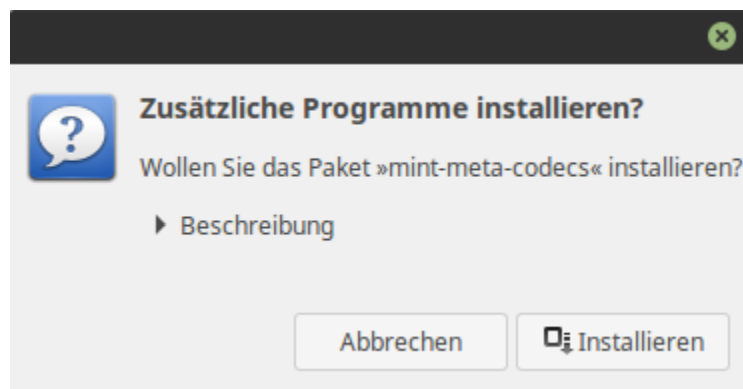 Zusätzliche Programme installieren?
Wollen Sie das Paket »mint-meta-codecs« installieren?
Beschreibung
Abbrechen
Installieren